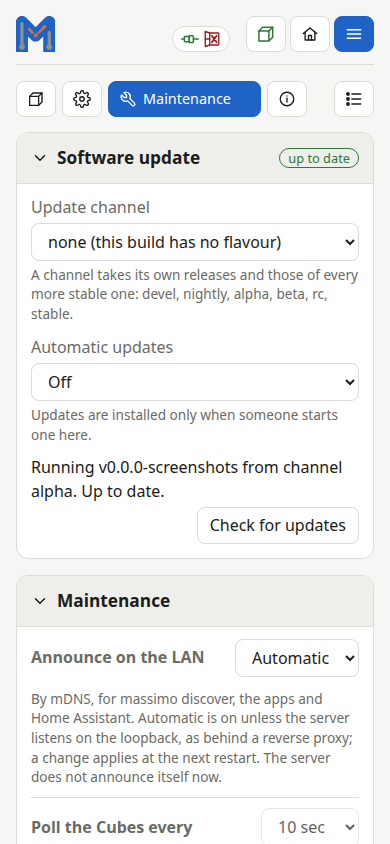 Maintenance
Software update
up to date
Update channel
none (this build has no flavour)
A channel takes its own releases and those of every
more stable one: devel, nightly, alpha, beta, rc,
stable.
Automatic updates
Off
Updates are installed only when someone starts
one here.
Running v0.0.0-screenshots from channel
alpha. Up to date.
Check for updates
Maintenance
Announce on the LAN
Automatic
By mDNS, for massimo discover, the apps and
Home Assistant. Automatic is on unless the server
listens on the loopback, as behind a reverse proxy;
a change applies at the next restart. The server
does not announce itself now.
Poll the Cubes every
10 sec